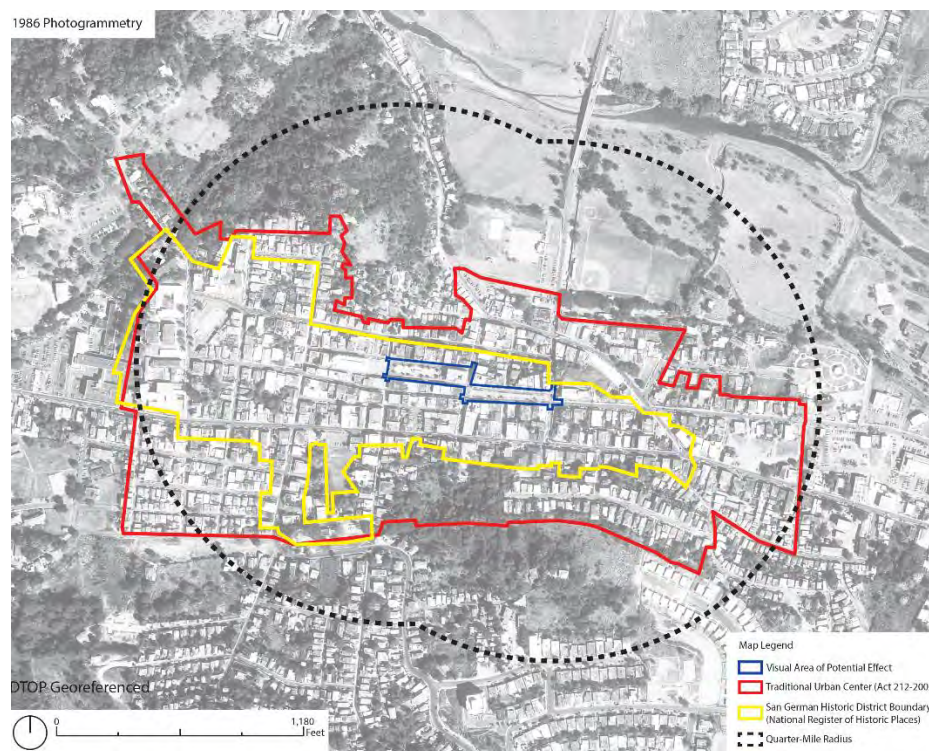 1986 Photogrammetry
Map Legend
Visual Area of Potential Effect
Traditional Urban Center (Act 212-200
San German Historic District Boundary
(National Register of Historic Places)
Quarter-Mile Radius
DTOP Georeferenced
0
1,180
Feet